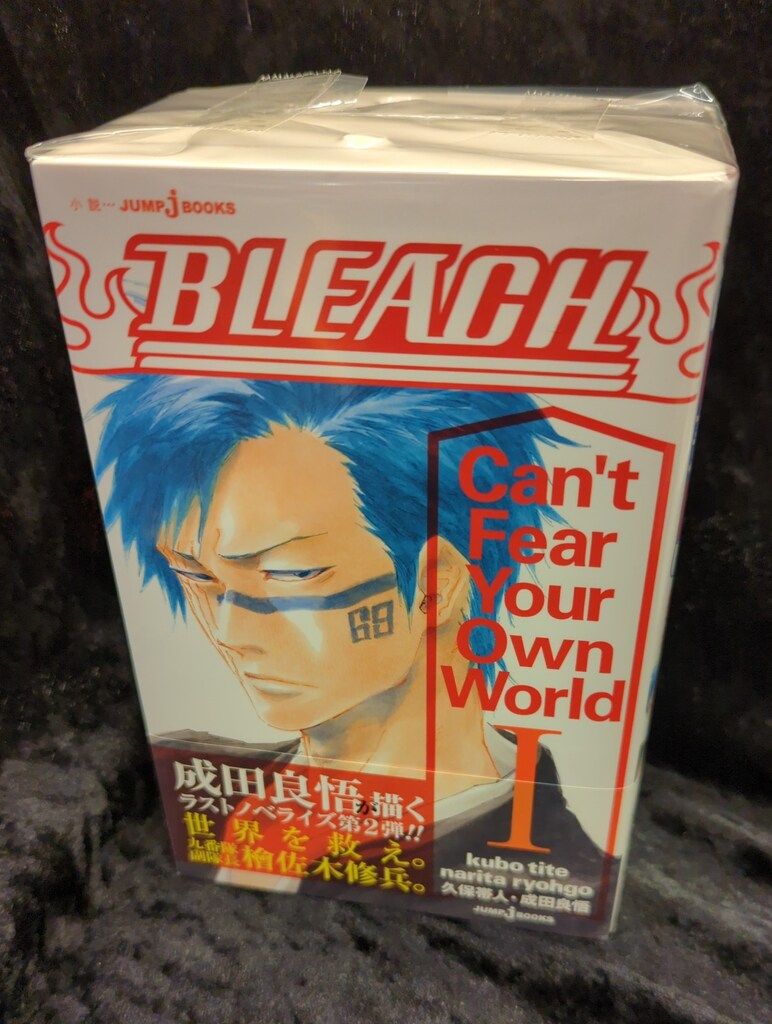 小説… JUMP j BOOKS
BLEACH
Can't
Fear
Your
Own
World
I
69
成田良悟が描く
ラストノベライズ第2弾!!
世界を救え。
九番隊
副隊長
檜佐木修兵。
kubo tite
narita ryohgo
久保帯人・成田良悟
JUMP j BOOKS